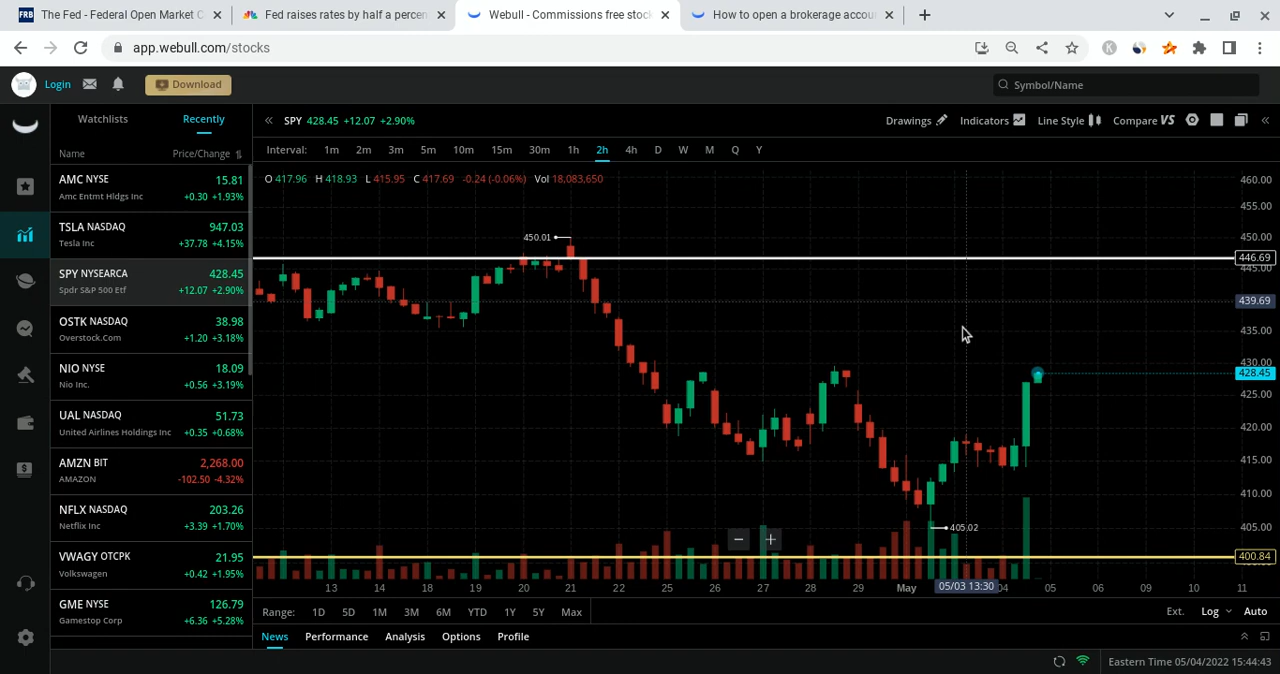 The Fed - Federal Open Market C
Fed raises rates by half a percen
Webull - Commissions free stoc
How to open a brokerage accou
app.webull.com/stocks
Login
Download
Symbol/Name
Watchlists
Recently
Name
Price/Change
AMC NYSE 15.81
Amc Entmt Hldgs Inc +0.30 +1.93%
TSLA NASDAQ 947.03
Tesla Inc +37.78 +4.15%
SPY NYSEARCA 428.45
Spdr S&P 500 Etf +12.07 +2.90%
OSTK NASDAQ 38.98
Overstock.Com +1.20 +3.18%
NIO NYSE 18.09
Nio Inc. +0.56 +3.19%
UAL NASDAQ 51.73
United Airlines Holdings Inc +0.35 +0.68%
AMZN BIT 2,268.00
AMAZON -102.50 -4.32%
NFLX NASDAQ 203.26
Netflix Inc +3.39 +1.70%
VWAGY OTCPK 21.95
Volkswagen +0.42 +1.95%
GME NYSE 126.79
Gamestop Corp +6.36 +5.28%
SPY 428.45 +12.07 +2.90%
Drawings
Indicators
Line Style
Compare VS
Interval: 1m 2m 3m 5m 10m 15m 30m 1h 2h 4h D W M Q Y
O 417.96 H 418.93 L 415.95 C 417.69 -0.24 (-0.06%) Vol 18,083,650
460.00
455.00
450.01
450.00
446.69
445.00
439.69
435.00
430.00
428.45
425.00
420.00
415.00
410.00
405.02
405.00
400.84
13 14 18 19 20 21 22 25 26 27 28 29 May 05/03 13:30 04 05 06 09 10 11
Range: 1D 5D 1M 3M 6M YTD 1Y 5Y Max
Ext. Log Auto
News Performance Analysis Options Profile
Eastern Time 05/04/2022 15:44:43